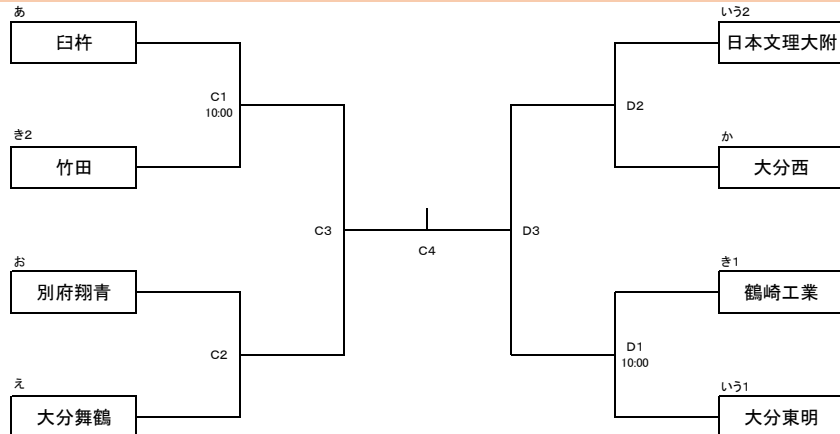 あ
臼杵
C1
10:00
き2
竹田
C3
お
別府翔青
C2
え
大分舞鶴
C4
いう2
日本文理大附
D2
か
大分西
D3
き1
鶴崎工業
D1
10:00
いう1
大分東明